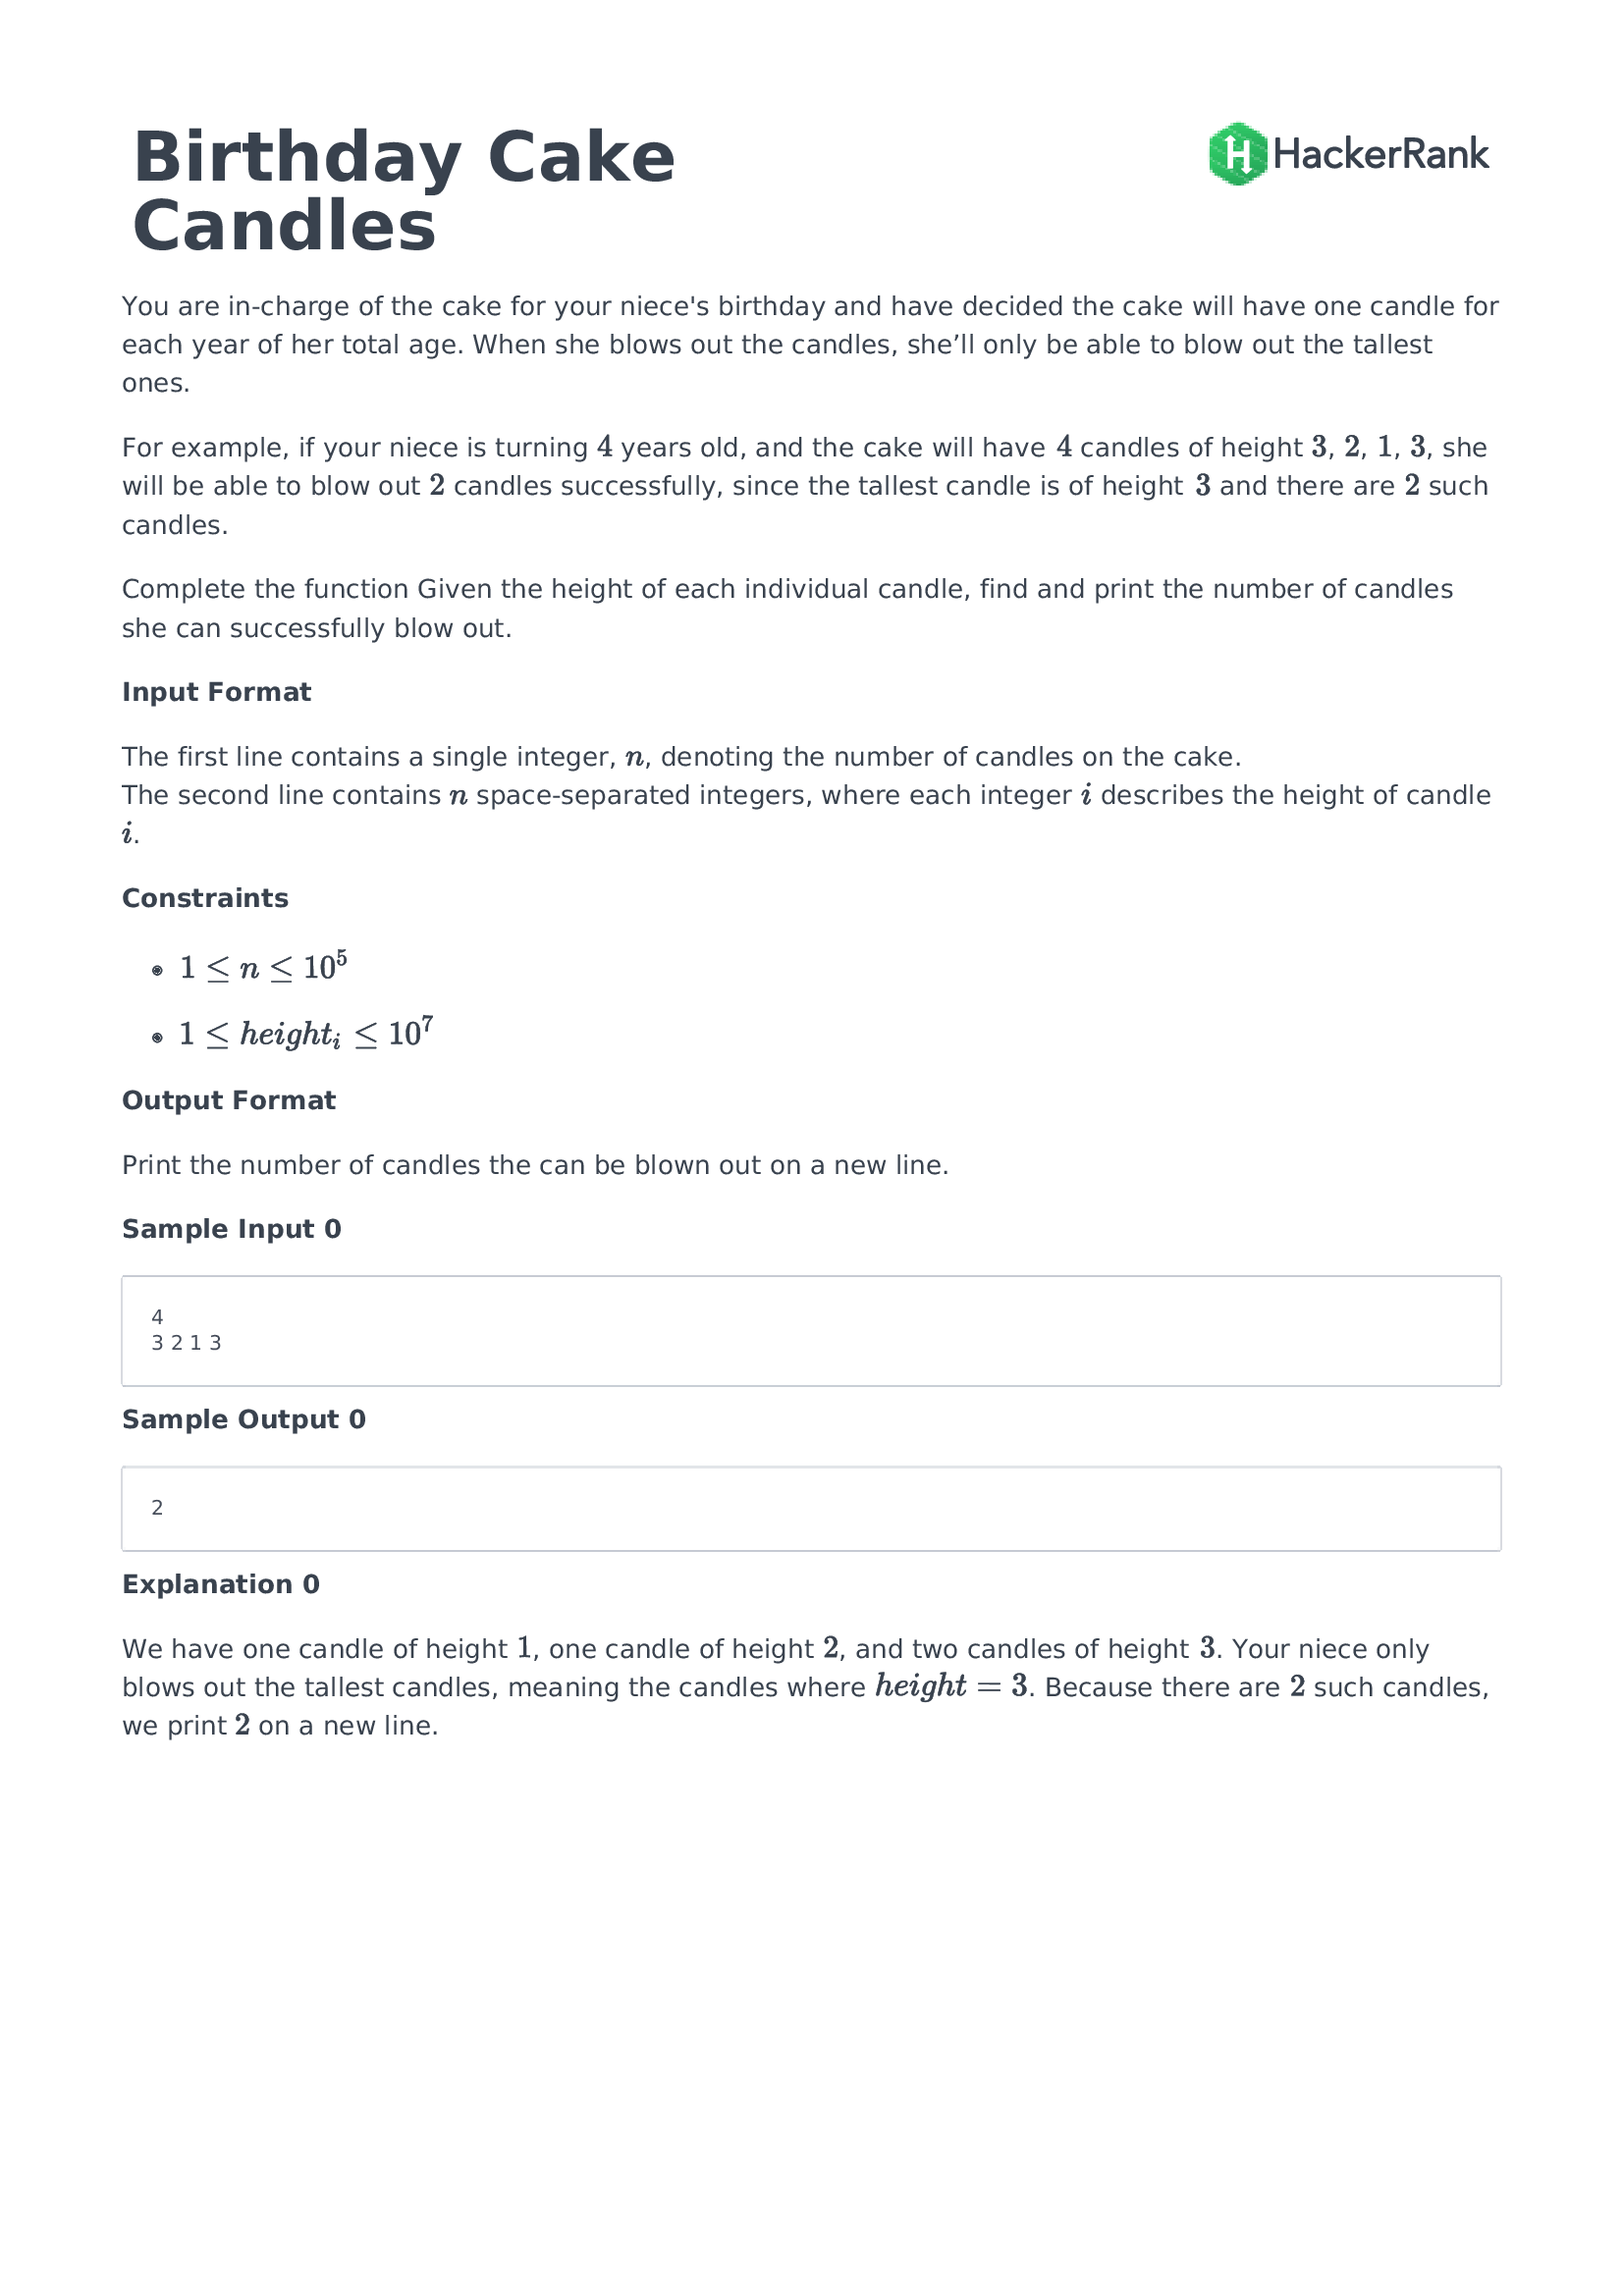 Birthday Cake
Candles
HackerRank
You are in-charge of the cake for your niece's birthday and have decided the cake will have one candle for
each year of her total age. When she blows out the candles, she’ll only be able to blow out the tallest
ones.
For example, if your niece is turning 4 years old, and the cake will have 4 candles of height 3, 2, 1, 3, she
will be able to blow out 2 candles successfully, since the tallest candle is of height 3 and there are 2 such
candles.
Complete the function Given the height of each individual candle, find and print the number of candles
she can successfully blow out.
Input Format
The first line contains a single integer, n, denoting the number of candles on the cake.
The second line contains n space-separated integers, where each integer i describes the height of candle
i.
Constraints
• 1 ≤ n ≤ 10⁵
• 1 ≤ heightᵢ ≤ 10⁷
Output Format
Print the number of candles the can be blown out on a new line.
Sample Input 0
4
3 2 1 3
Sample Output 0
2
Explanation 0
We have one candle of height 1, one candle of height 2, and two candles of height 3. Your niece only
blows out the tallest candles, meaning the candles where height = 3. Because there are 2 such candles,
we print 2 on a new line.